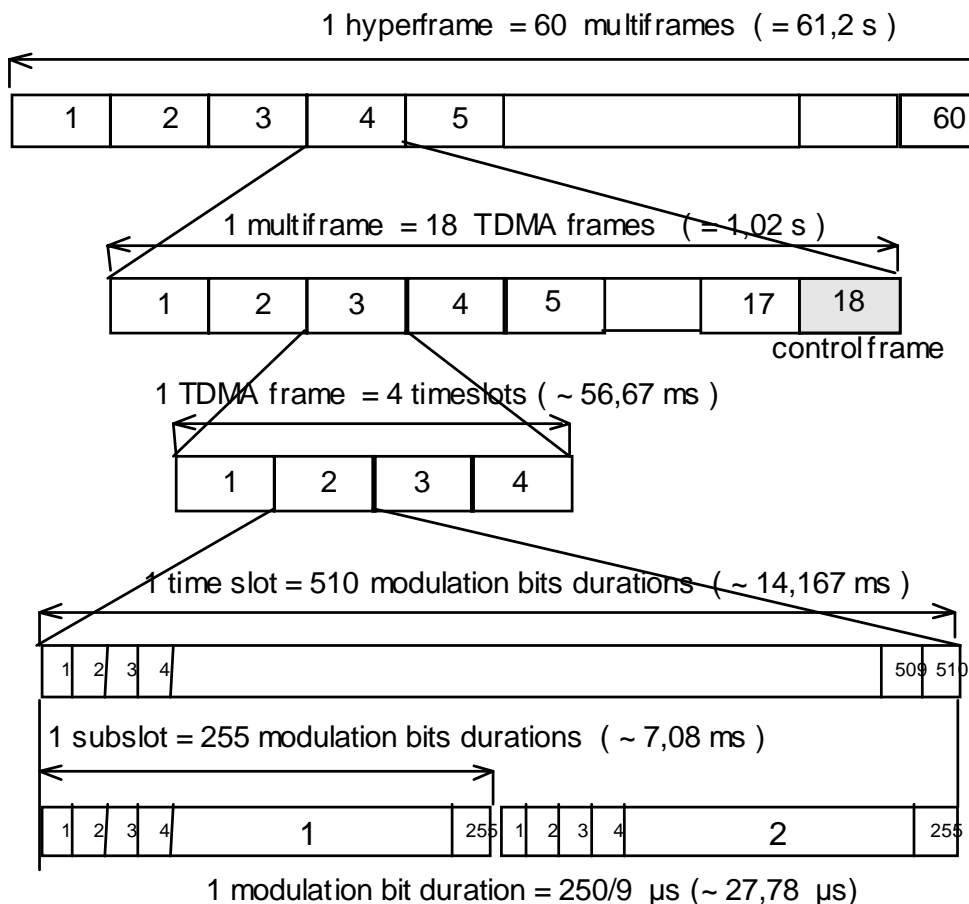 1 hyperframe = 60 multiframes ( = 61,2 s )
1 2 3 4 5 60
1 multiframe = 18 TDMA frames ( = 1,02 s )
1 2 3 4 5 17 18
control frame
1 TDMA frame = 4 timeslots ( ~ 56,67 ms )
1 2 3 4
1 time slot = 510 modulation bits durations ( ~ 14,167 ms )
1 2 3 4 509 510
1 subslot = 255 modulation bits durations ( ~ 7,08 ms )
1 2 3 4 1 255 1 2 3 4 2 255
1 modulation bit duration = 250/9 µs (~ 27,78 µs)